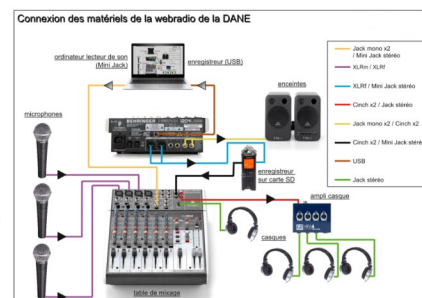 Connexion des matériels de la webradio de la DANE
ordinateur lecteur de son
(Mini Jack)
enregistreur (USB)
Jack mono x2
/ Mini Jack stéréo
XLRm / XLRf
XLRf / Mini Jack stéréo
Cinch x2 / Jack stéréo
Jack mono x2 / Cinch x2
Cinch x2 / Mini Jack stéréo
USB
Jack stéréo
enceintes
microphones
BEHRINGER
enregistreur
sur carte SD
ampli casque
casques
table de mixage